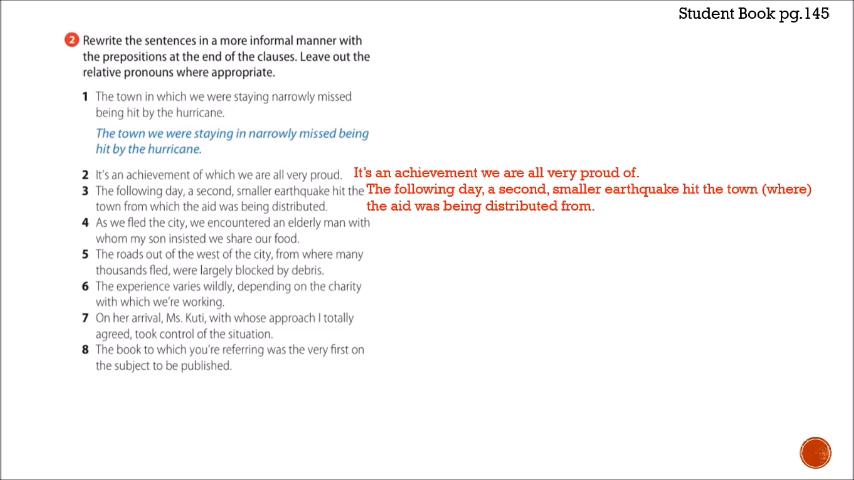 Student Book pg.145
2 Rewrite the sentences in a more informal manner with
the prepositions at the end of the clauses. Leave out the
relative pronouns where appropriate.
1 The town in which we were staying narrowly missed
being hit by the hurricane.
The town we were staying in narrowly missed being
hit by the hurricane.
2 It's an achievement of which we are all very proud. It's an achievement we are all very proud of.
3 The following day, a second, smaller earthquake hit the The following day, a second, smaller earthquake hit the town (where)
town from which the aid was being distributed. the aid was being distributed from.
4 As we fled the city, we encountered an elderly man with
whom my son insisted we share our food.
5 The roads out of the west of the city, from where many
thousands fled, were largely blocked by debris.
6 The experience varies wildly, depending on the charity
with which we're working.
7 On her arrival, Ms. Kuti, with whose approach I totally
agreed, took control of the situation.
8 The book to which you're referring was the very first on
the subject to be published.